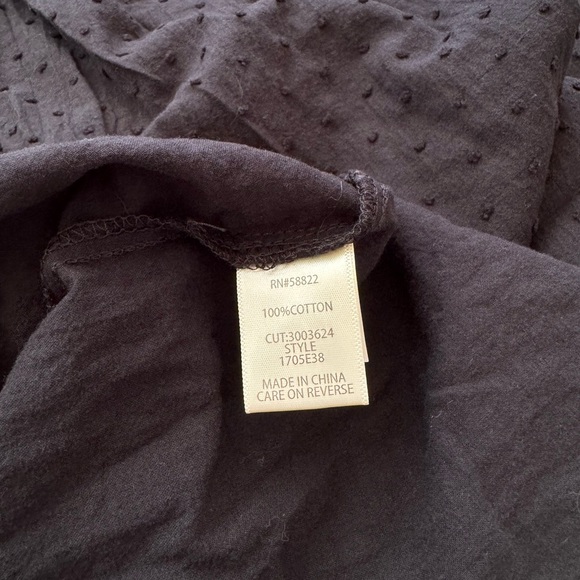 RN#58822
100%COTTON
CUT:3003624
STYLE
1705E38
MADE IN CHINA
CARE ON REVERSE